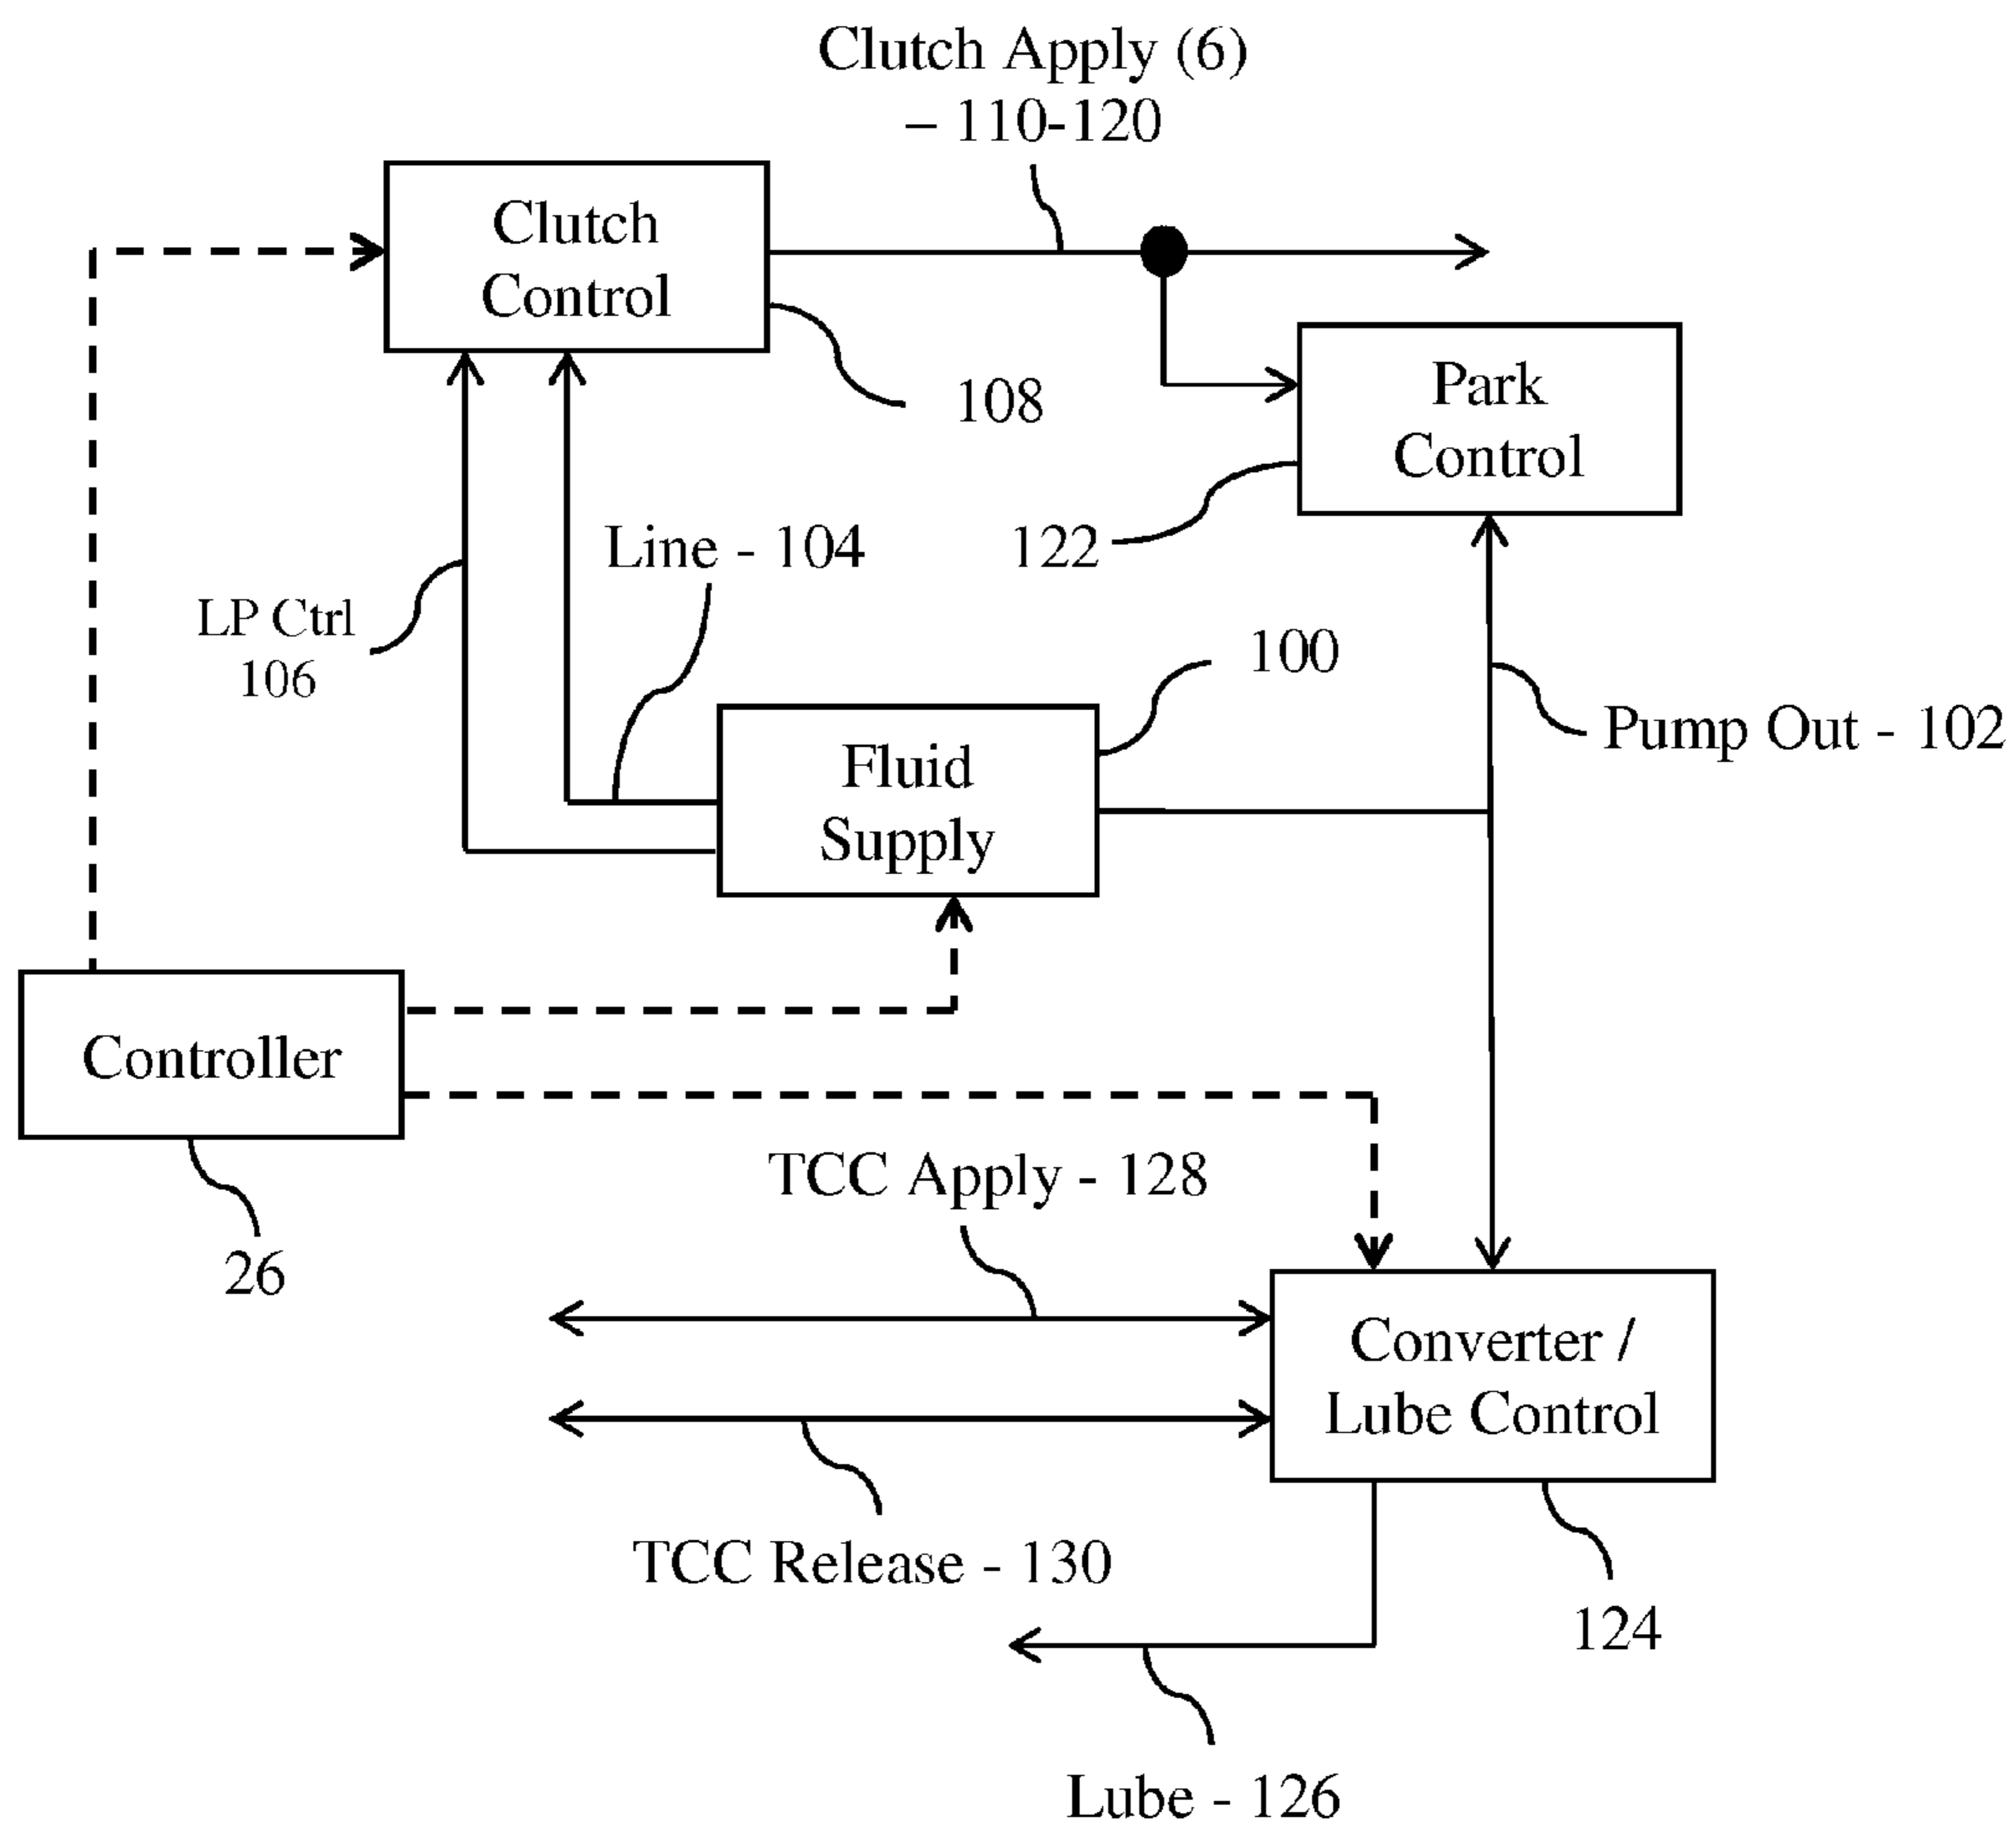 Clutch Apply (6)
– 110-120
Clutch
Control
108
Park
Control
122
Line - 104
LP Ctrl
106
100
Pump Out - 102
Fluid
Supply
Controller
26
TCC Apply - 128
Converter /
Lube Control
TCC Release - 130
124
Lube - 126